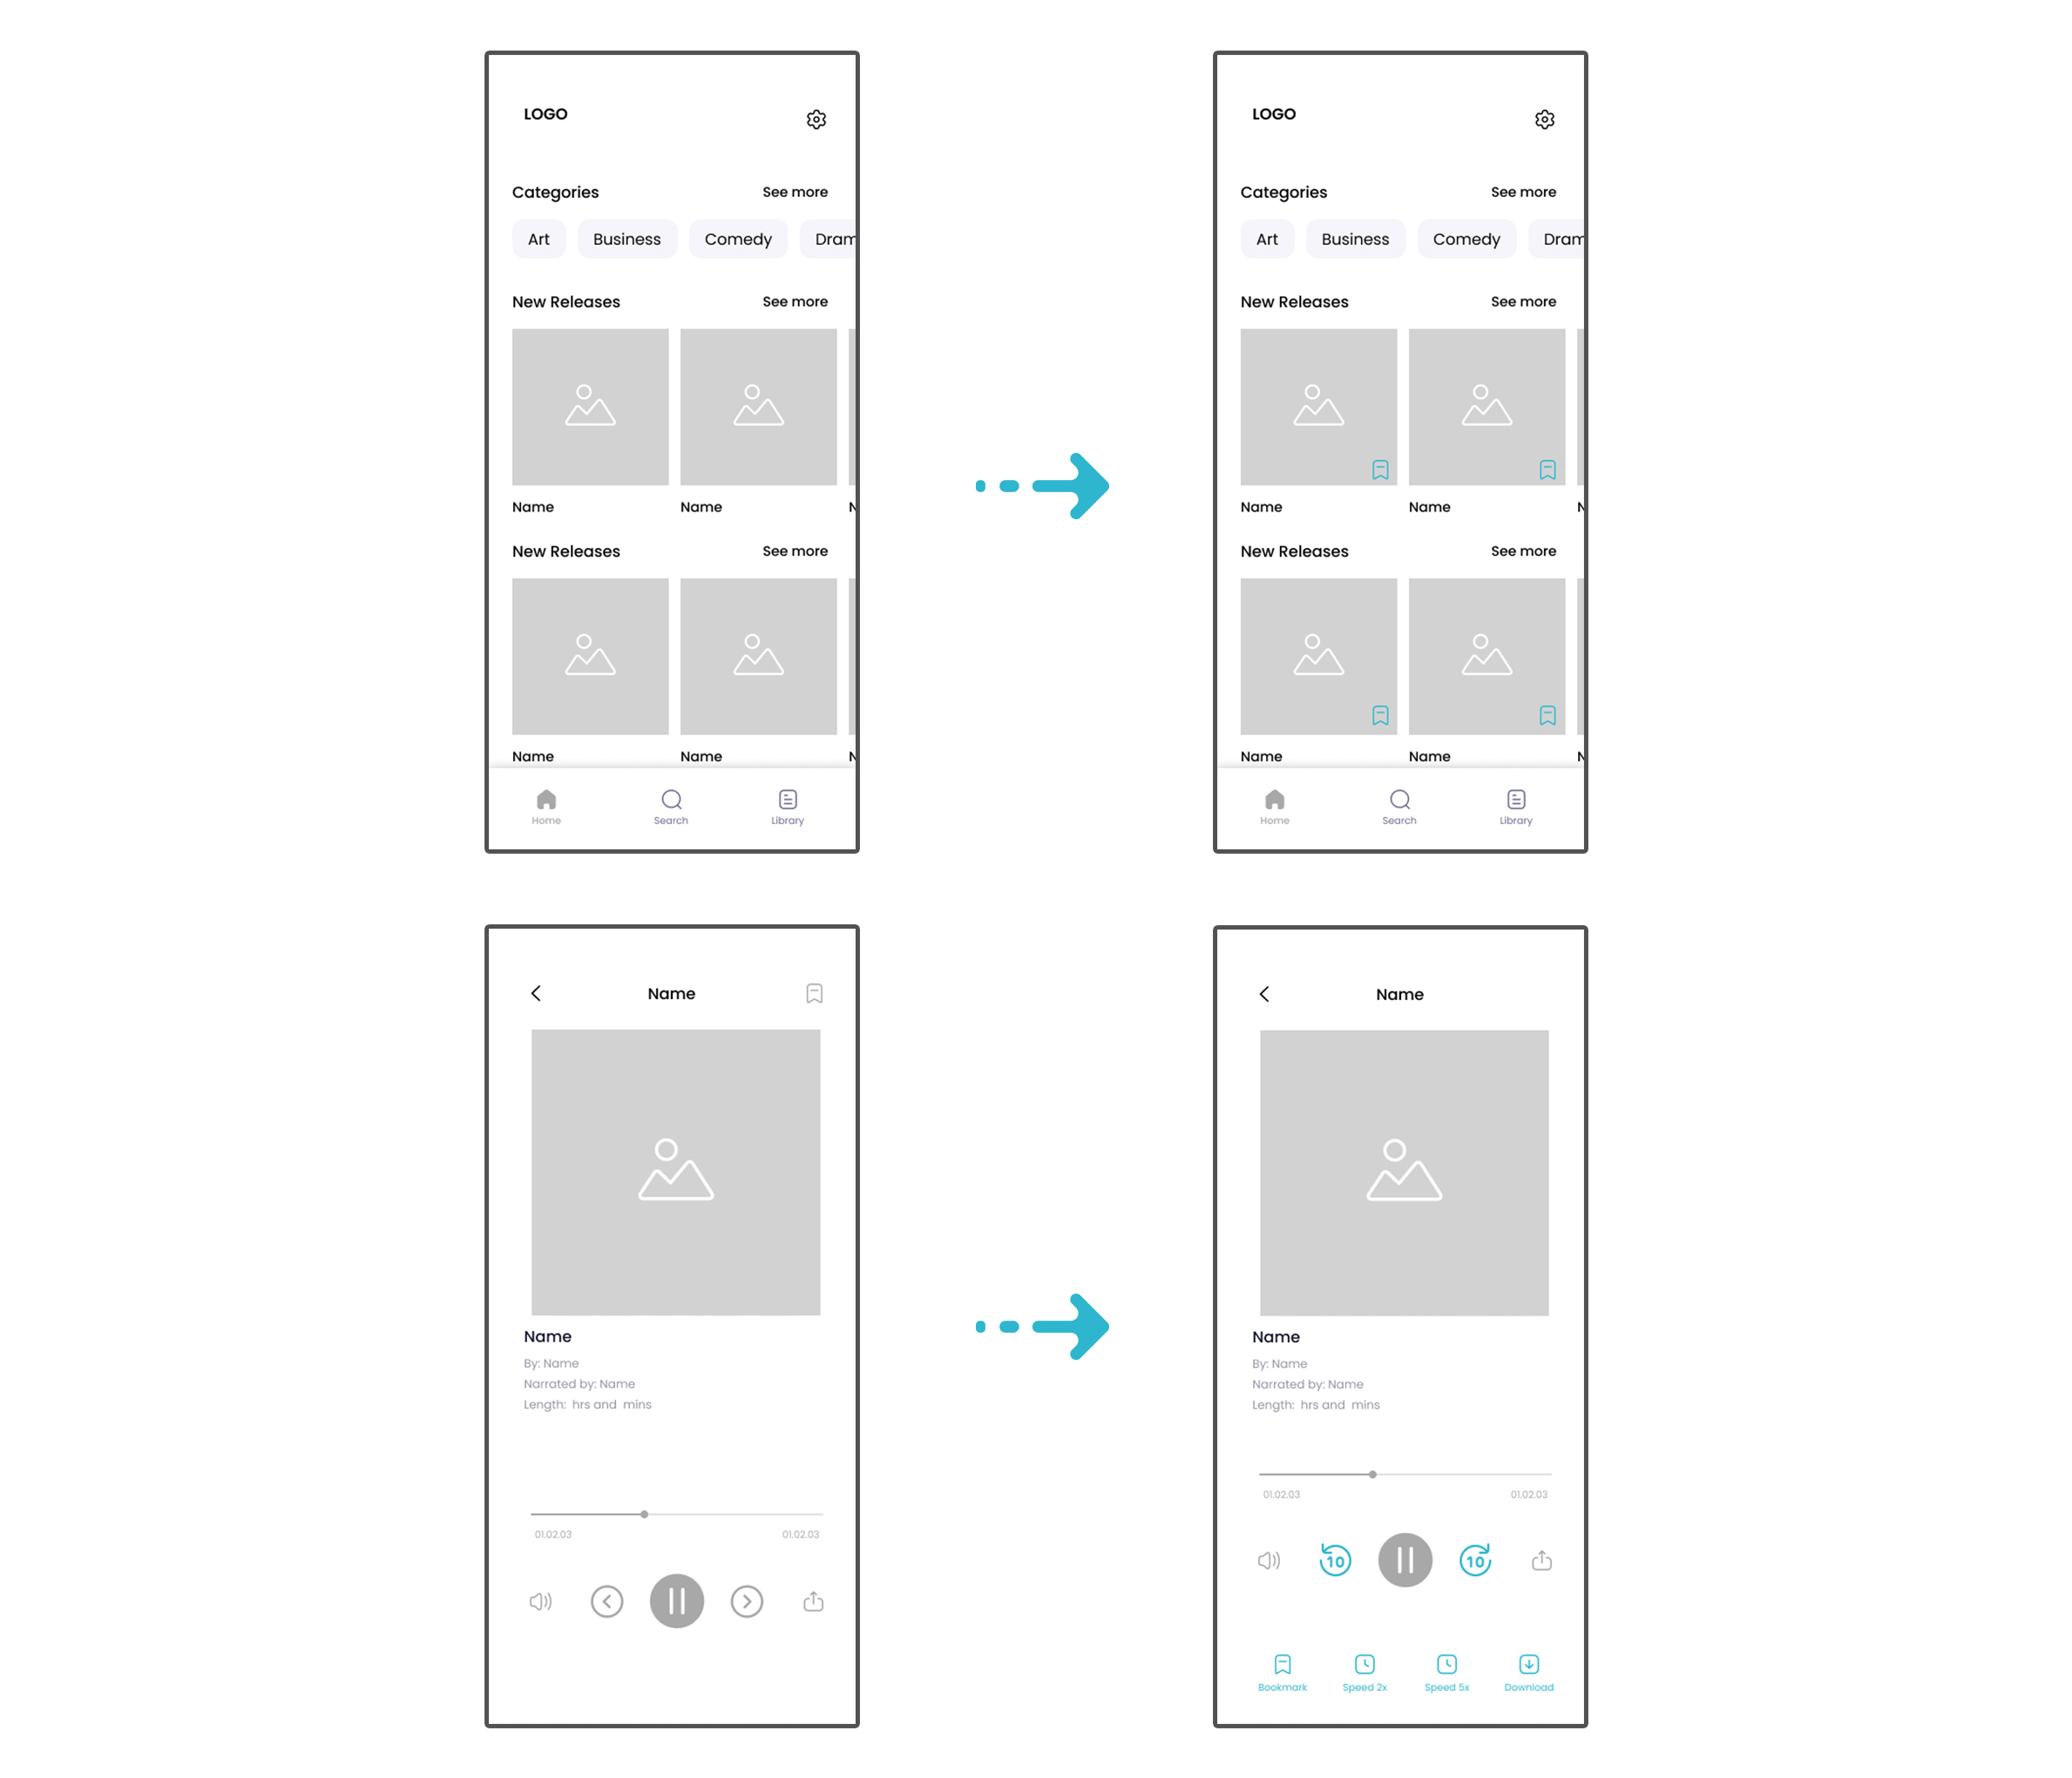 LOGO
Categories See more
Art Business Comedy Dram
New Releases See more
Name Name N
New Releases See more
Name Name N
Home Search Library
LOGO
Categories See more
Art Business Comedy Dram
New Releases See more
Name Name N
New Releases See more
Name Name N
Home Search Library
Name
Name
By: Name
Narrated by: Name
Length: hrs and mins
01.02.03 01.02.03
Name
Name
By: Name
Narrated by: Name
Length: hrs and mins
01.02.03 01.02.03
10 10
Bookmark Speed 2x Speed 5x Download